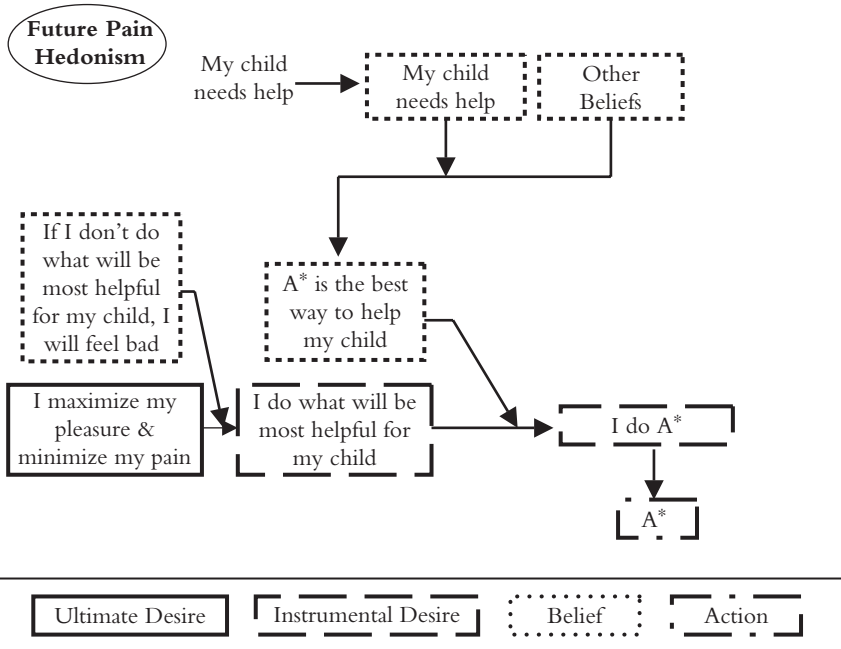 Future Pain
Hedonism
My child
needs help
My child
needs help
Other
Beliefs
If I don't do
what will be
most helpful
for my child, I
will feel bad
A* is the best
way to help
my child
I maximize my
pleasure &
minimize my pain
I do what will be
most helpful for
my child
I do A*
A*
Ultimate Desire
Instrumental Desire
Belief
Action